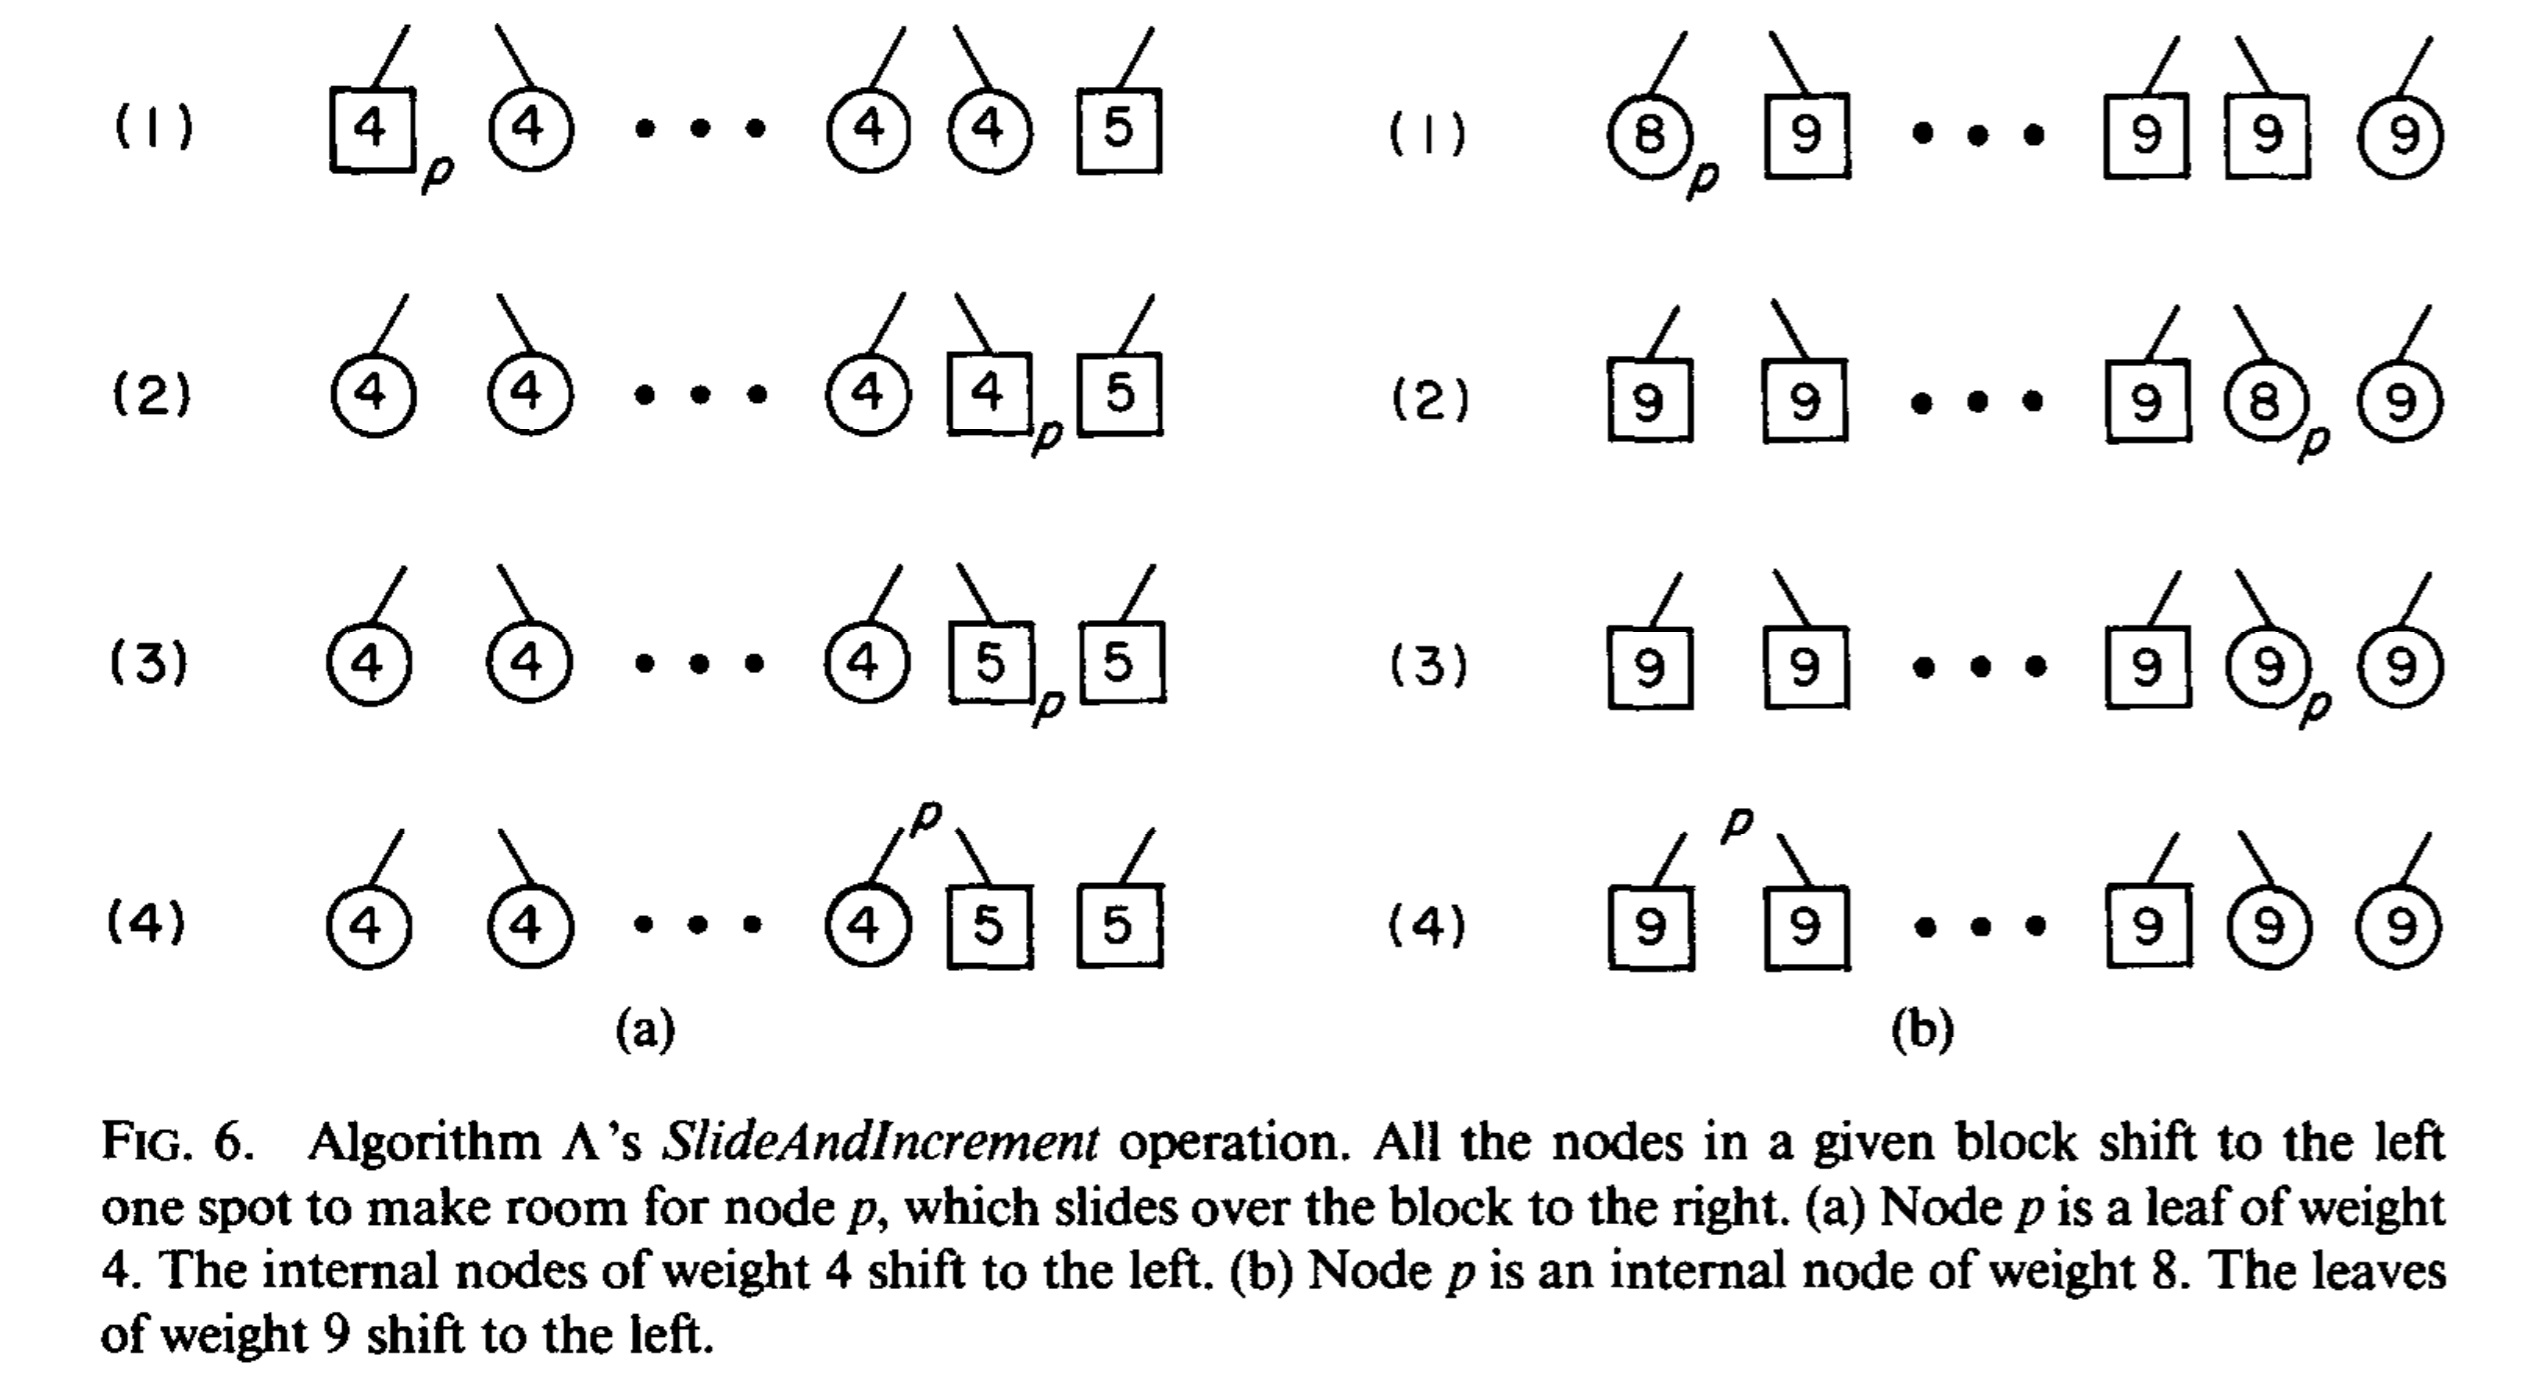 (1) 4 p 4 • • • 4 4 5 (1) 8 p 9 • • • 9 9 9
(2) 4 4 • • • 4 4 p 5 (2) 9 9 • • • 9 8 p 9
(3) 4 4 • • • 4 5 p 5 (3) 9 9 • • • 9 9 p 9
p p
(4) 4 4 • • • 4 5 5 (4) 9 9 • • • 9 9 9
(a) (b)
FIG. 6. Algorithm Λ's SlideAndIncrement operation. All the nodes in a given block shift to the left
one spot to make room for node p, which slides over the block to the right. (a) Node p is a leaf of weight
4. The internal nodes of weight 4 shift to the left. (b) Node p is an internal node of weight 8. The leaves
of weight 9 shift to the left.